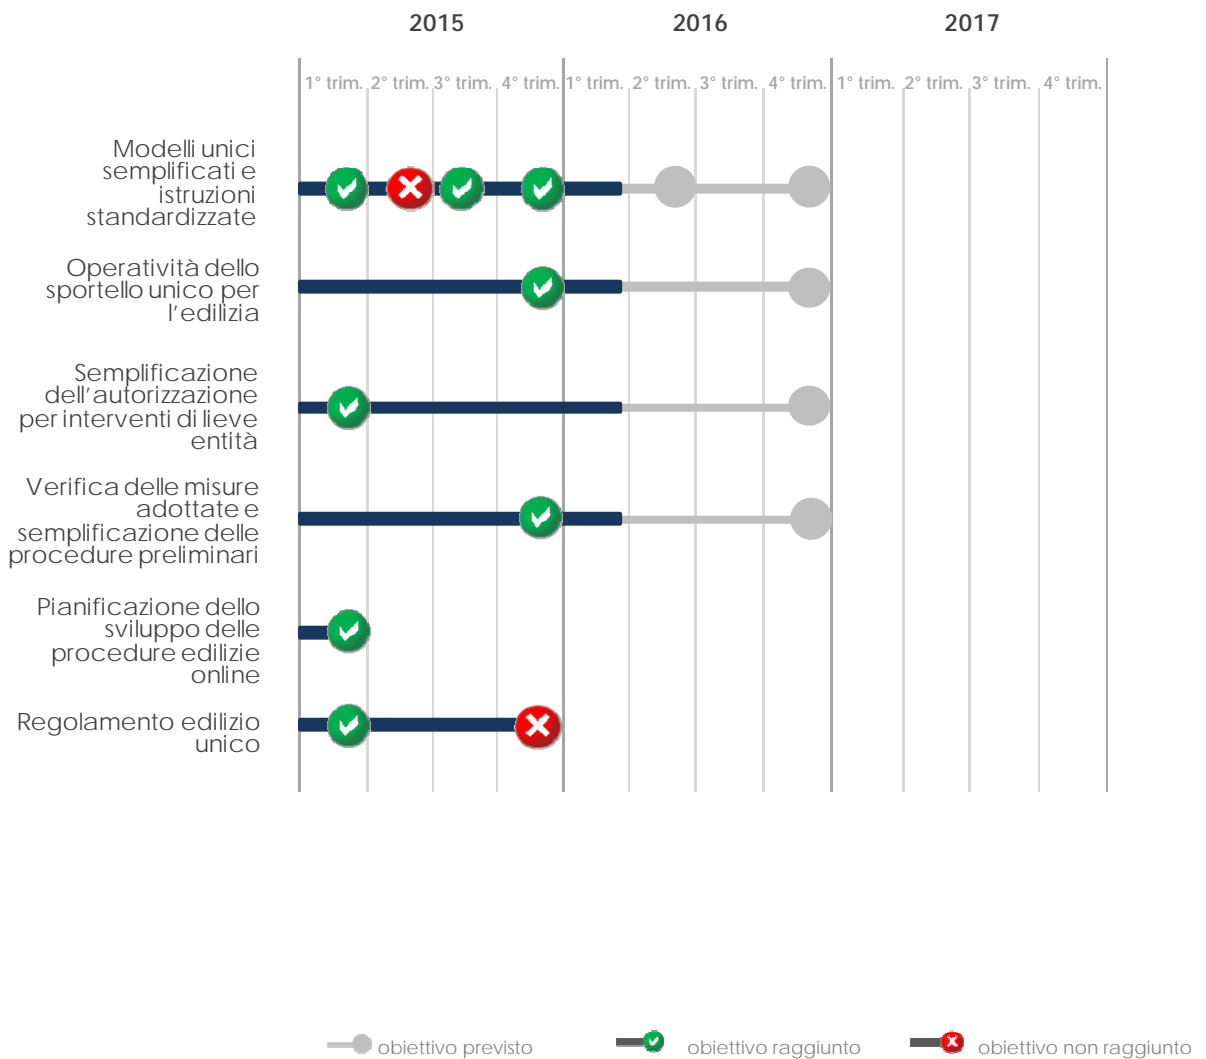 2015 2016 2017
1° trim. 2° trim. 3° trim. 4° trim. 1° trim. 2° trim. 3° trim. 4° trim. 1° trim. 2° trim. 3° trim. 4° trim.
Modelli unici
semplificati e
istruzioni
standardizzate
Operatività dello
sportello unico per
l'edilizia
Semplificazione
dell'autorizzazione
per interventi di lieve
entità
Verifica delle misure
adottate e
semplificazione delle
procedure preliminari
Pianificazione dello
sviluppo delle
procedure edilizie
online
Regolamento edilizio
unico
obiettivo previsto obiettivo raggiunto obiettivo non raggiunto